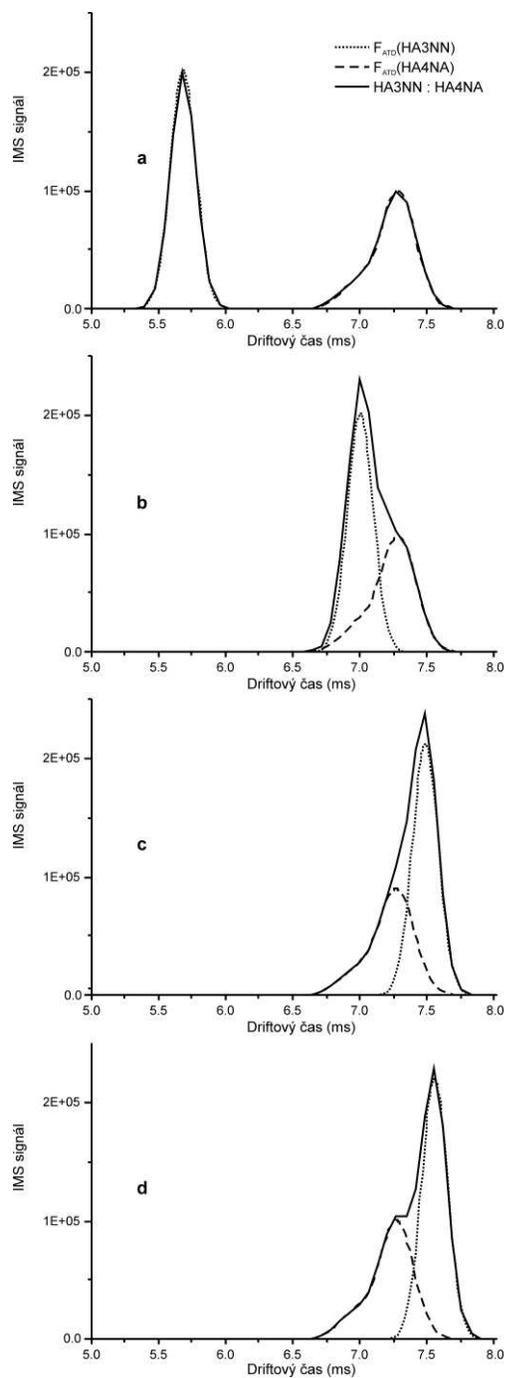 F_ATD(HA3NN)
F_ATD(HA4NA)
HA3NN : HA4NA
IMS signál
2E+05
a
1E+05
0.0
5.0 5.5 6.0 6.5 7.0 7.5 8.0
Driftový čas (ms)
IMS signál
2E+05
b
1E+05
0.0
5.0 5.5 6.0 6.5 7.0 7.5 8.0
Driftový čas (ms)
IMS signál
2E+05
c
1E+05
0.0
5.0 5.5 6.0 6.5 7.0 7.5 8.0
Driftový čas (ms)
IMS signál
2E+05
d
1E+05
0.0
5.0 5.5 6.0 6.5 7.0 7.5 8.0
Driftový čas (ms)